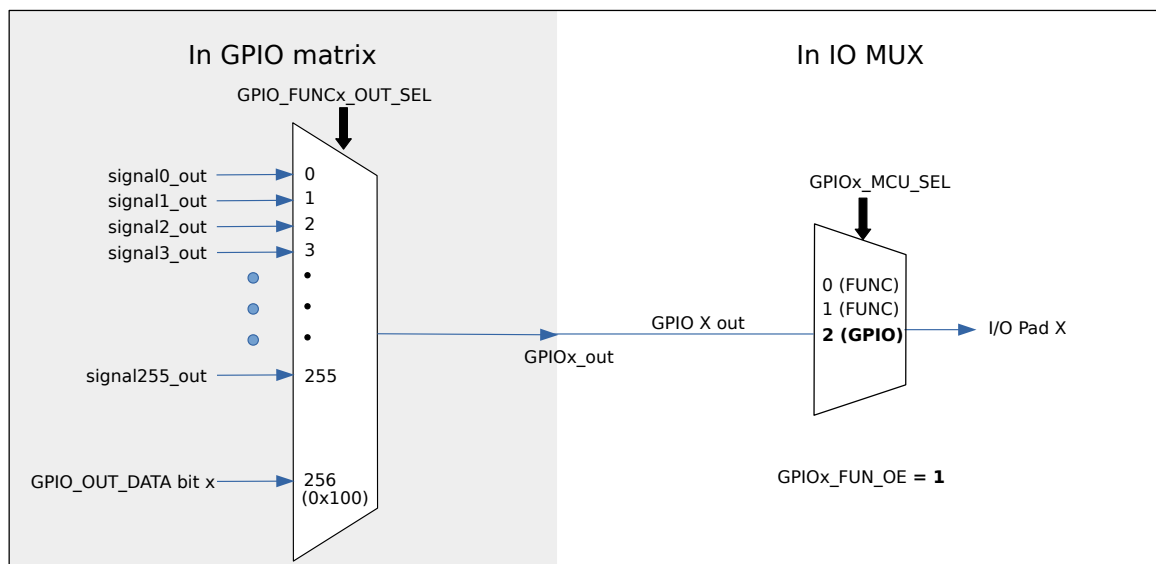 In GPIO matrix
In IO MUX
GPIO_FUNCx_OUT_SEL
signal0_out
0
signal1_out
1
signal2_out
2
signal3_out
3
GPIOx_MCU_SEL
0 (FUNC)
1 (FUNC)
2 (GPIO)
GPIO X out
I/O Pad X
GPIOx_out
signal255_out
255
GPIO_OUT_DATA bit x
256
(0x100)
GPIOx_FUN_OE = 1